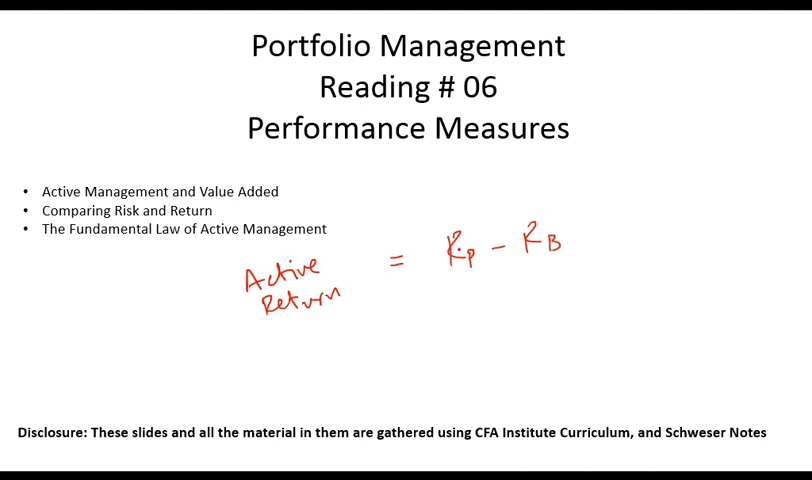 Portfolio Management
Reading # 06
Performance Measures
• Active Management and Value Added
• Comparing Risk and Return
• The Fundamental Law of Active Management
Active Return = RP - RB
Disclosure: These slides and all the material in them are gathered using CFA Institute Curriculum, and Schweser Notes